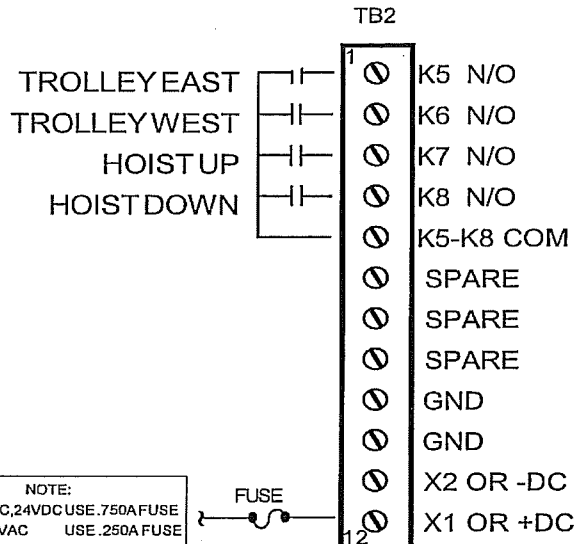 TB2
1
TROLLEY EAST K5 N/O
TROLLEY WEST K6 N/O
HOIST UP K7 N/O
HOIST DOWN K8 N/O
K5-K8 COM
SPARE
SPARE
SPARE
GND
GND
X2 OR -DC
12 X1 OR +DC
FUSE
NOTE:
,24VDC USE .750A FUSE
VAC USE .250A FUSE